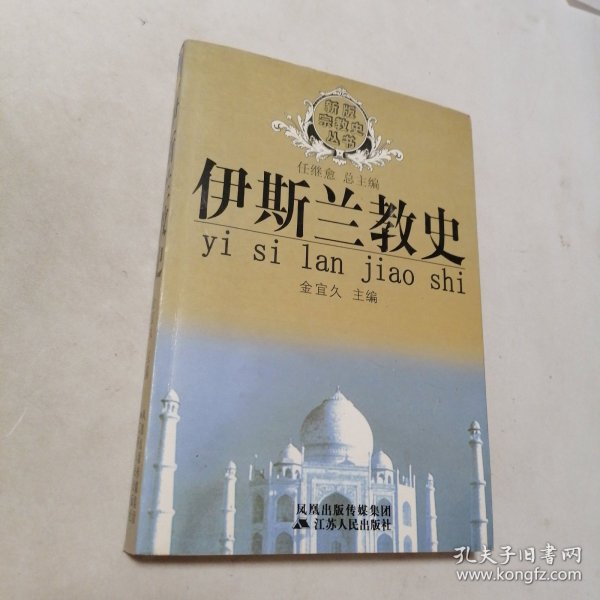 新版
宗教史
丛书
任继愈 总主编
伊斯兰教史
yi si lan jiao shi
金宜久 主编
凤凰出版传媒集团
江苏人民出版社
孔夫子旧书网
www.kongfz.com